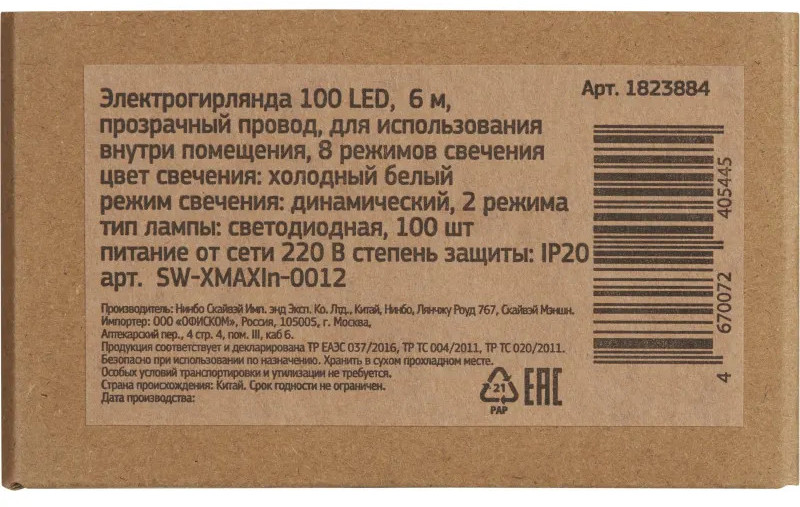 Электрогирлянда 100 LED, 6 м,
прозрачный провод, для использования
внутри помещения, 8 режимов свечения
цвет свечения: холодный белый
режим свечения: динамический, 2 режима
тип лампы: светодиодная, 100 шт
питание от сети 220 В степень защиты: IP20
арт. SW-XMAXIn-0012
Производитель: Нинбо Скайвэй Имп. энд Эксп. Ко. Лтд., Китай, Нинбо, Лянчжу Роуд 767, Скайвэй Мэншн.
Импортер: ООО «ОФИСКОМ», Россия, 105005, г. Москва,
Аптекарский пер., 4 стр. 4, пом. III, каб 6.
Продукция соответствует и декларирована ТР ЕАЭС 037/2016, ТР ТС 004/2011, ТР ТС 020/2011.
Безопасно при использовании по назначению. Хранить в сухом прохладном месте.
Особых условий транспортировки и утилизации не требуется.
Страна происхождения: Китай. Срок годности не ограничен.
Дата производства:
Арт. 1823884
4 670072 405445
21
PAP
EAC